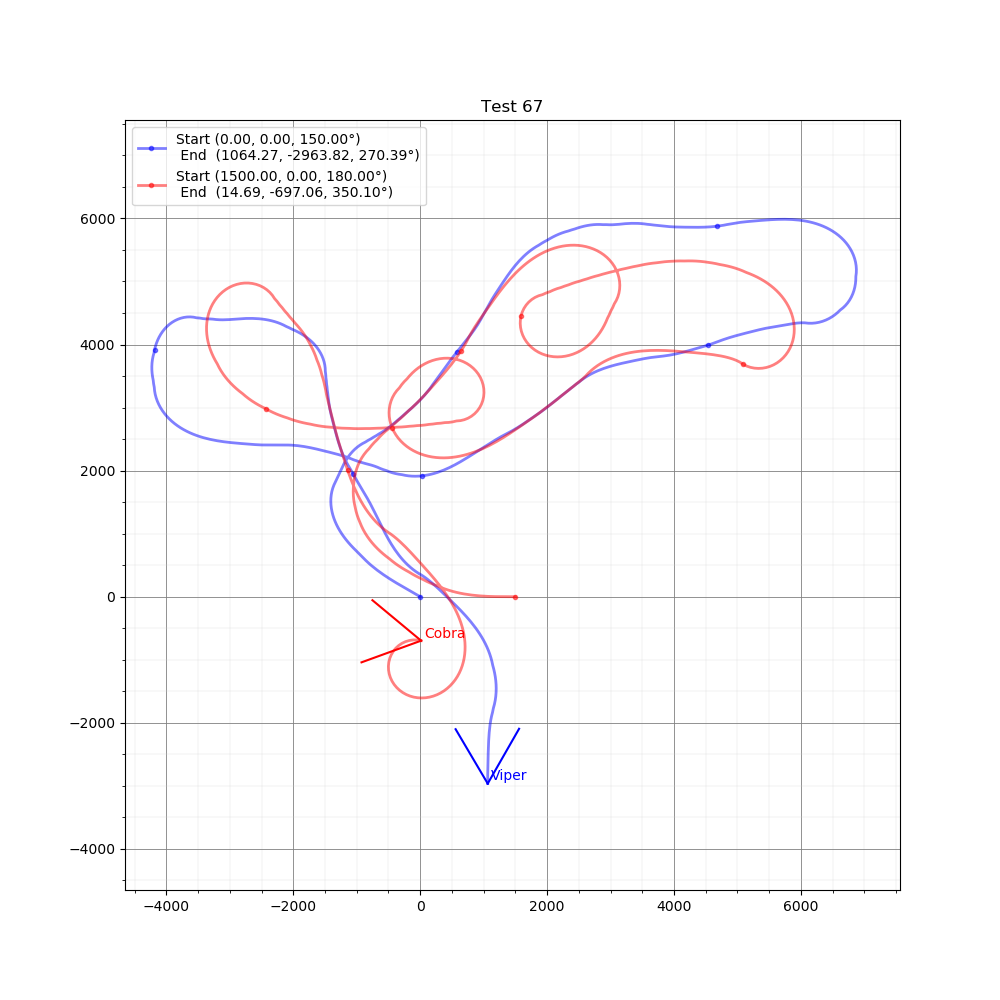 Test 67
Start (0.00, 0.00, 150.00°)
End (1064.27, -2963.82, 270.39°)
Start (1500.00, 0.00, 180.00°)
End (14.69, -697.06, 350.10°)
6000
4000
2000
0
−2000
−4000
Cobra
Viper
−4000 −2000 0 2000 4000 6000